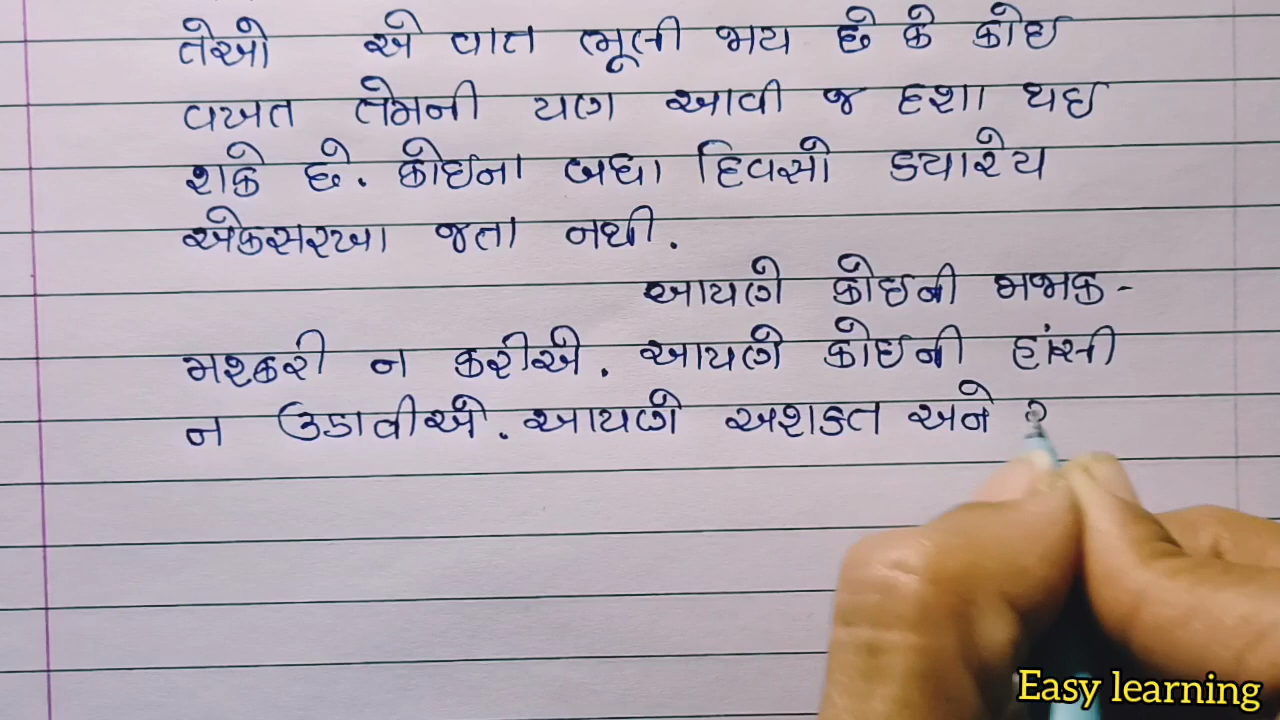 તેઓ એ વાત ભૂલી જાય છે કે કોઈ
વખત તેમની પણ આવી જ દશા થઈ
શકે છે. કોઈના બધા દિવસો ક્યારેય
એકસરખા જતા નથી.
આપણે કોઈની મજાક-
મશ્કરી ન કરીએ. આપણે કોઈની હાંસી
ન ઉડાવીએ. આપણે અશક્ત અને
Easy learning